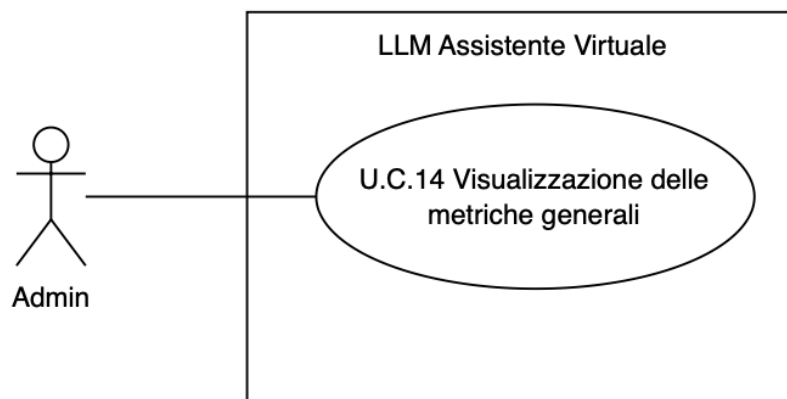 LLM Assistente Virtuale
U.C.14 Visualizzazione delle
metriche generali
Admin